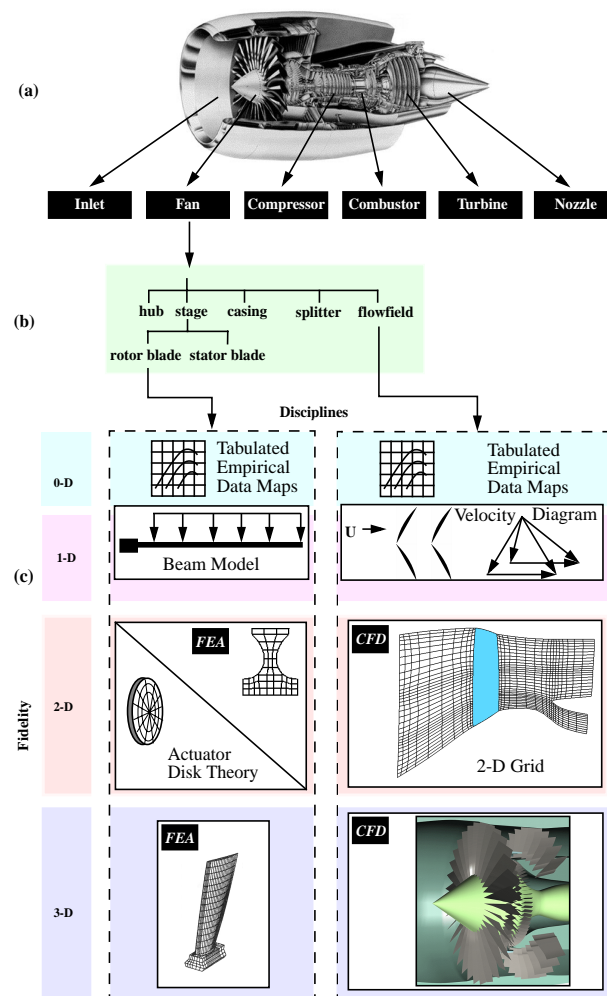 (a)
Inlet Fan Compressor Combustor Turbine Nozzle
(b)
hub stage casing splitter flowfield
rotor blade stator blade
Disciplines
(c)
Fidelity
0-D
Tabulated
Empirical
Data Maps
Tabulated
Empirical
Data Maps
1-D
Beam Model
U
Velocity Diagram
2-D
FEA
Actuator
Disk Theory
CFD
2-D Grid
3-D
FEA
CFD